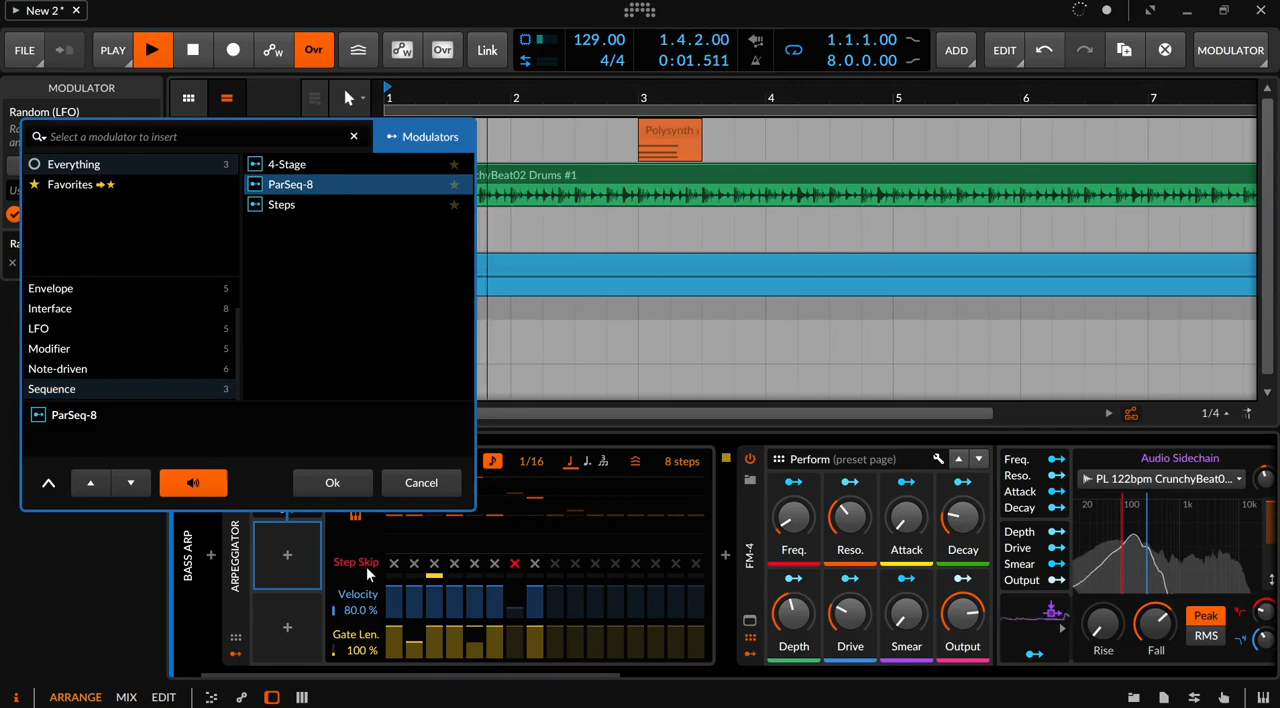 New 2*
FILE
PLAY
Ovr
Ovr
Link
129.00
4/4
1.4.2.00
0:01.511
1.1.1.00
8.0.0.00
ADD
EDIT
MODULATOR
MODULATOR
Random (LFO)
1 2 3 4 5 6 7
Select a modulator to insert
Modulators
Everything 3
Favorites
Envelope 5
Interface 8
LFO 5
Modifier 5
Note-driven 6
Sequence 3
4-Stage
ParSeq-8
Steps
ParSeq-8
Ok
Cancel
Polysynth
hyBeat02 Drums #1
1/4
BASS ARP
ARPEGGIATOR
1/16
8 steps
Step Skip
Velocity
80.0 %
Gate Len.
100 %
FM-4
Perform (preset page)
Freq.
Reso.
Attack
Decay
Depth
Drive
Smear
Output
Freq.
Reso.
Attack
Decay
Depth
Drive
Smear
Output
Audio Sidechain
PL 122bpm CrunchyBeat0...
20 100 1k 10k
Rise
Fall
Peak
RMS
ARRANGE
MIX
EDIT